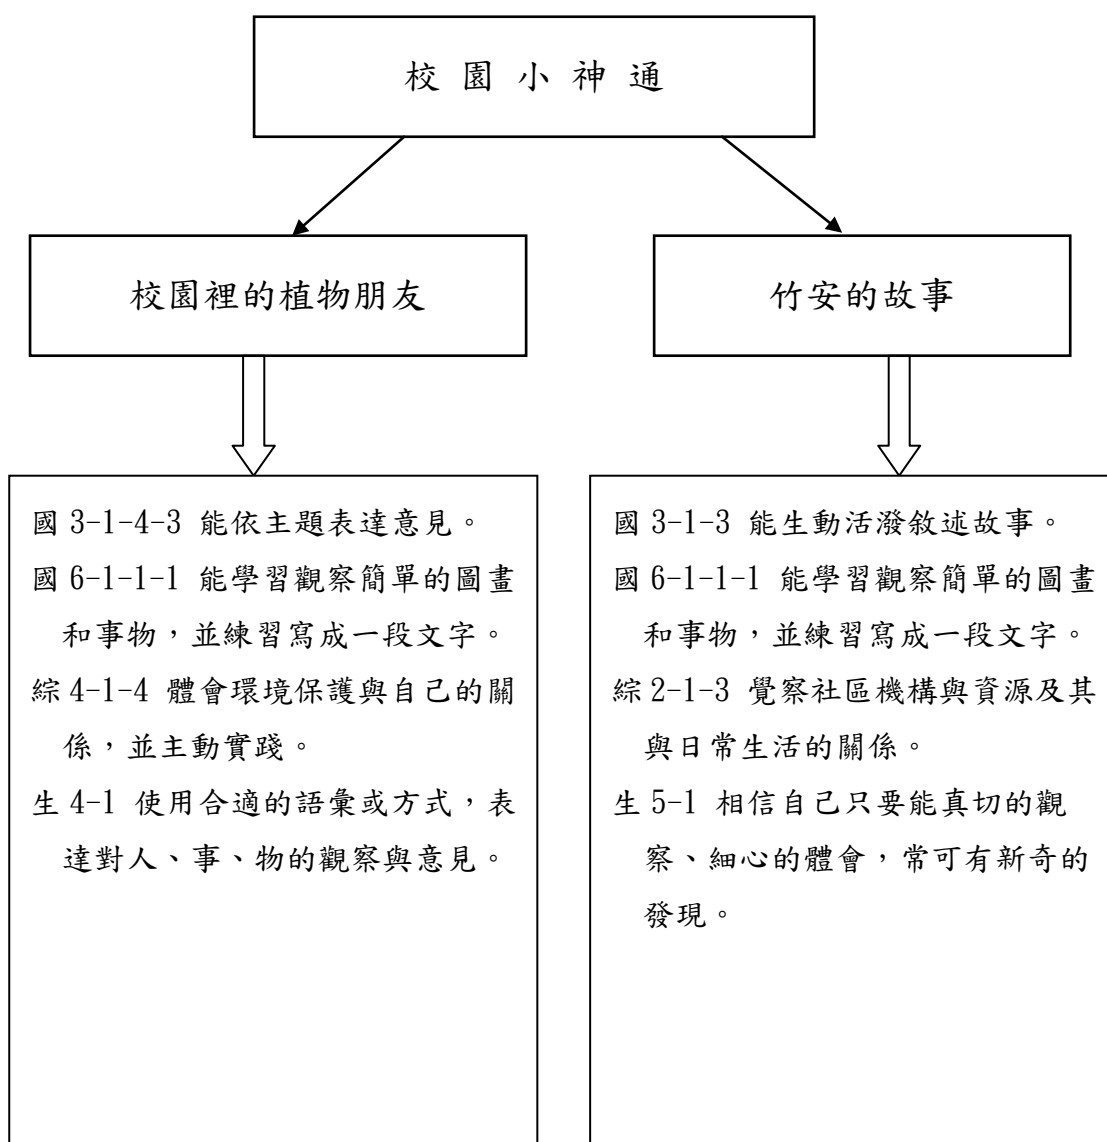 校園小神通
校園裡的植物朋友
竹安的故事
國 3-1-4-3 能依主題表達意見。
國 6-1-1-1 能學習觀察簡單的圖畫
和事物，並練習寫成一段文字。
綜 4-1-4 體會環境保護與自己的關
係，並主動實踐。
生 4-1 使用合適的語彙或方式，表
達對人、事、物的觀察與意見。
國 3-1-3 能生動活潑敘述故事。
國 6-1-1-1 能學習觀察簡單的圖畫
和事物，並練習寫成一段文字。
綜 2-1-3 覺察社區機構與資源及其
與日常生活的關係。
生 5-1 相信自己只要能真切的觀
察、細心的體會，常可有新奇的
發現。